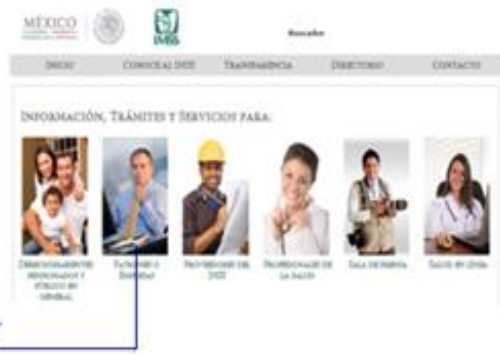 MÉXICO
IMSS
Buscador
INICIO CONOCE AL IMSS TRANSPARENCIA DIRECTORIO CONTACTO
INFORMACIÓN, TRÁMITES Y SERVICIOS PARA:
DERECHOHABIENTES PATRONES O PROVEEDORES DEL PROFESIONALES DE SALA DE PRENSA SALUD EN LÍNEA
PENSIONADOS Y EMPRESAS IMSS LA SALUD
PÚBLICO EN
GENERAL